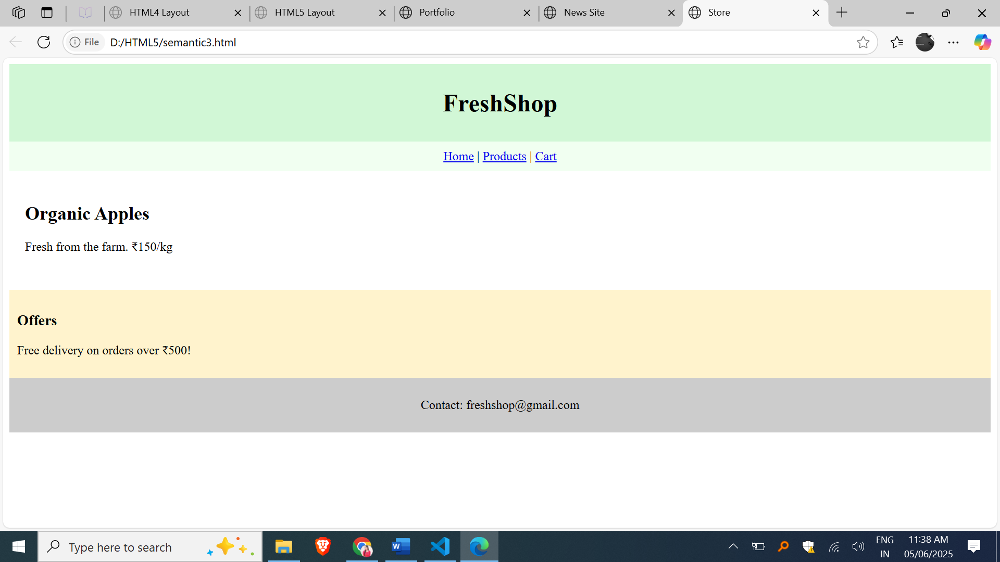 HTML4 Layout
HTML5 Layout
Portfolio
News Site
Store
File D:/HTML5/semantic3.html
FreshShop
Home | Products | Cart
Organic Apples
Fresh from the farm. ₹150/kg
Offers
Free delivery on orders over ₹500!
Contact: freshshop@gmail.com
Type here to search
ENG
IN
11:38 AM
05/06/2025